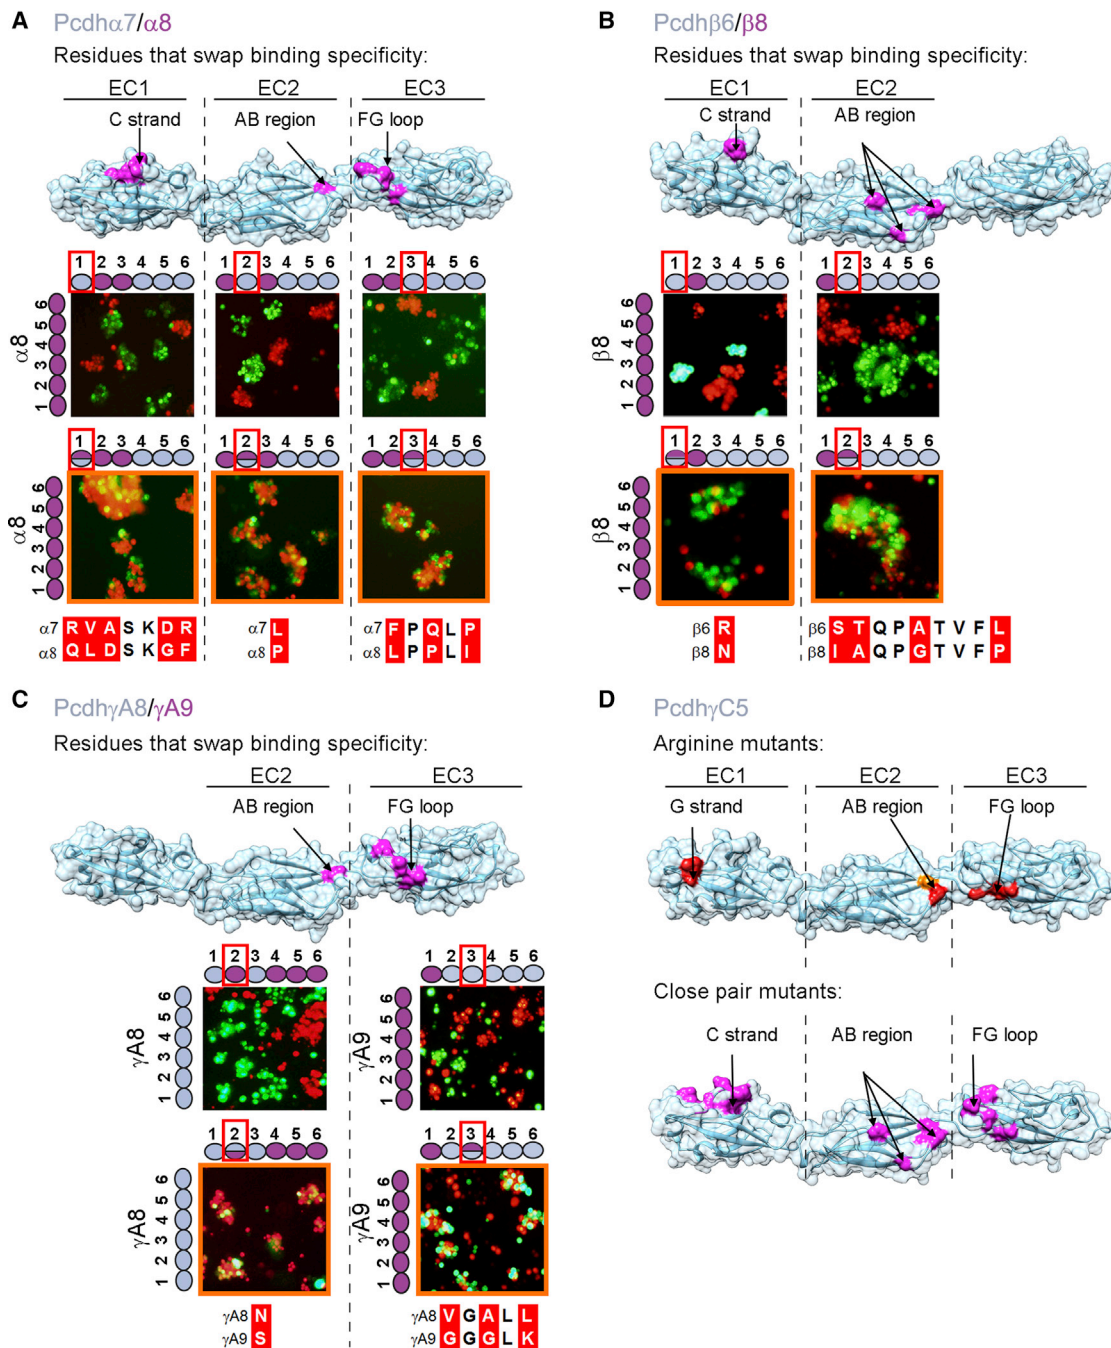 A Pcdhα7/α8
Residues that swap binding specificity:
EC1 EC2 EC3
C strand AB region FG loop
1 2 3 4 5 6 1 2 3 4 5 6 1 2 3 4 5 6
α8 6 5 4 3 2 1
1 2 3 4 5 6 1 2 3 4 5 6 1 2 3 4 5 6
α8 6 5 4 3 2 1
α7 R V A S K D R α7 L α7 F P Q L P
α8 Q L D S K G F α8 P α8 L P P L I
B Pcdhβ6/β8
Residues that swap binding specificity:
EC1 EC2
C strand AB region
1 2 3 4 5 6 1 2 3 4 5 6
β8 6 5 4 3 2 1
1 2 3 4 5 6 1 2 3 4 5 6
β8 6 5 4 3 2 1
β6 R β6 S T Q P A T V F L
β8 N β8 I A Q P G T V F P
C PcdhγA8/γA9
Residues that swap binding specificity:
EC2 EC3
AB region FG loop
1 2 3 4 5 6 1 2 3 4 5 6
γA8 6 5 4 3 2 1 γA9 6 5 4 3 2 1
1 2 3 4 5 6 1 2 3 4 5 6
γA8 6 5 4 3 2 1 γA9 6 5 4 3 2 1
γA8 N γA8 V G A L L
γA9 S γA9 G G G L K
D PcdhγC5
Arginine mutants:
EC1 EC2 EC3
G strand AB region FG loop
Close pair mutants:
C strand AB region FG loop